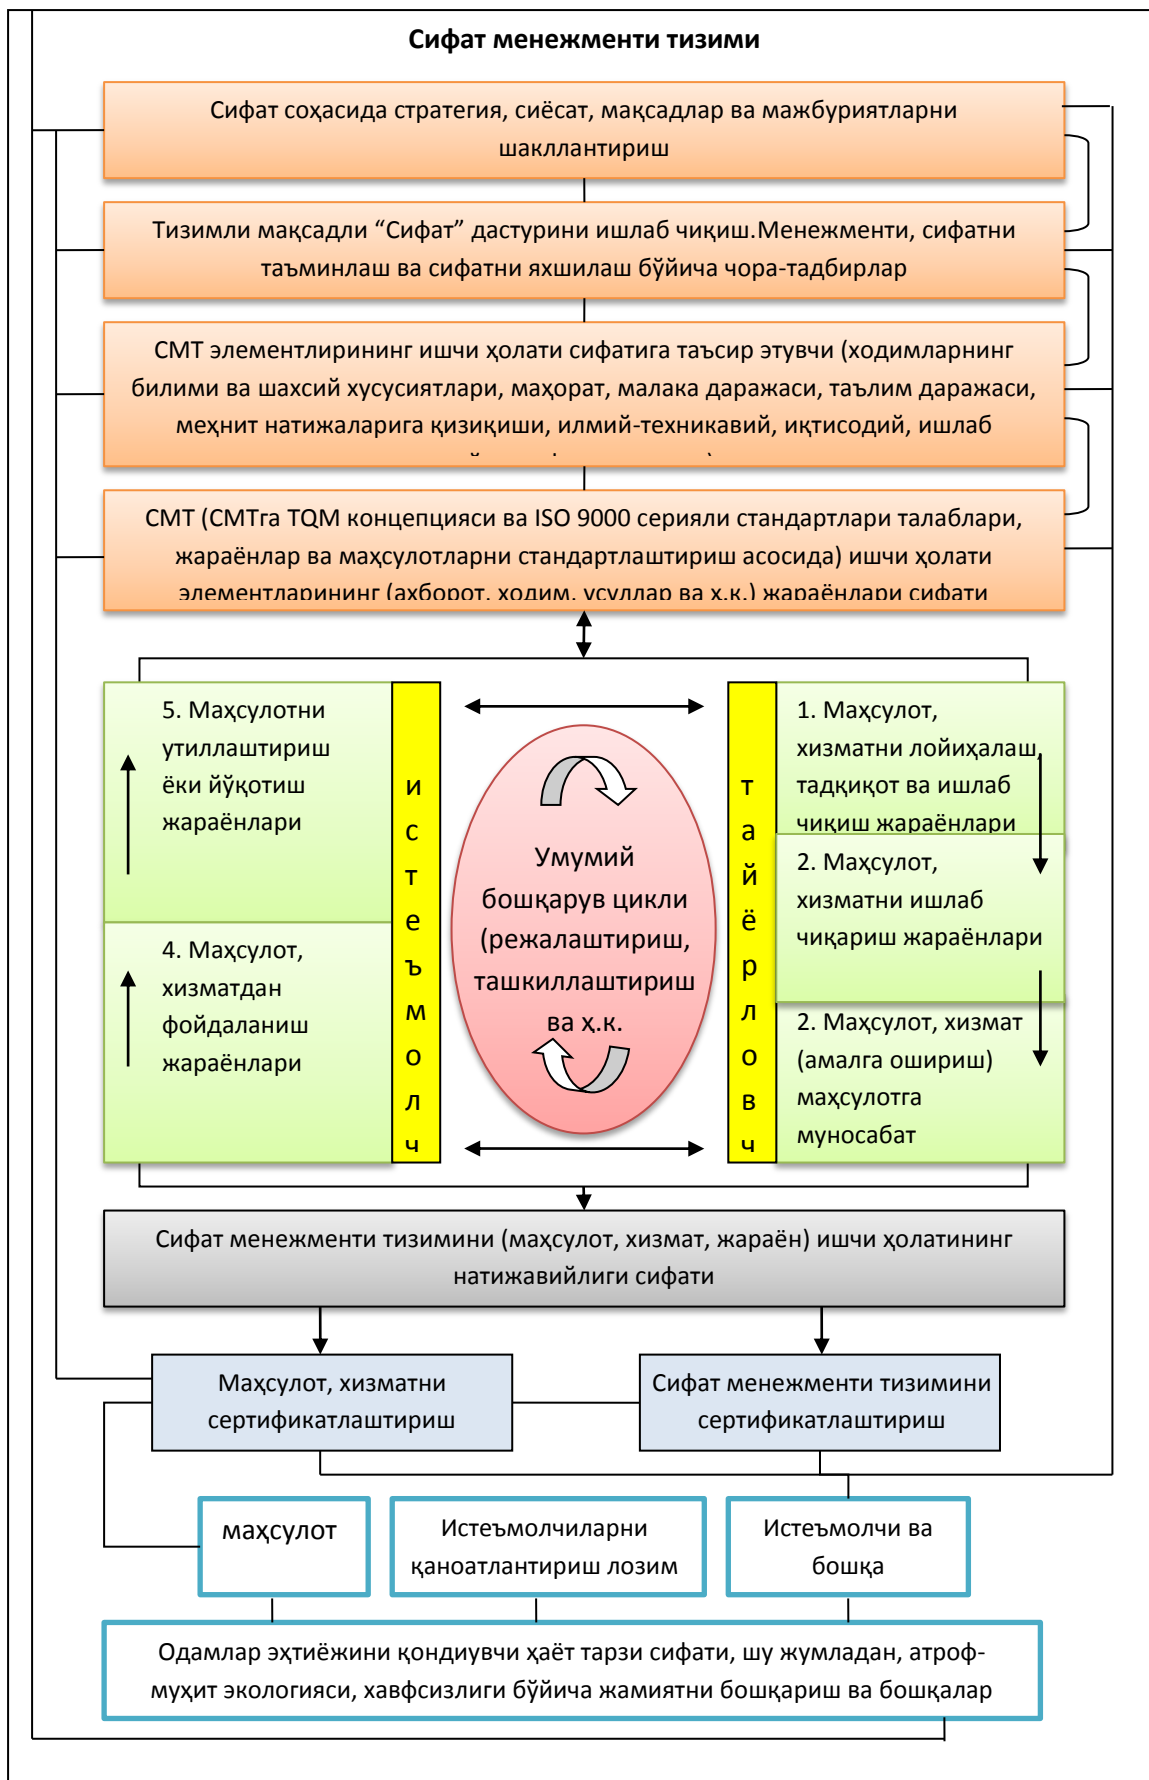 Сифат менежменти тизими
Сифат соҳасида стратегия, сиёсат, мақсадлар ва мажбуриятларни
шакллантириш
Тизимли мақсадли “Сифат” дастурини ишлаб чиқиш.Менежменти, сифатни
таъминлаш ва сифатни яхшилаш бўйича чора-тадбирлар
СМТ элементлирининг ишчи ҳолати сифатига таъсир этувчи (ходимларнинг
билими ва шахсий хусусиятлари, маҳорат, малака даражаси, таълим даражаси,
меҳнит натижаларига қизиқиши, илмий-техникавий, иқтисодий, ишлаб
СМТ (СМТга TQM концепцияси ва ISO 9000 серияли стандартлари талаблари,
жараёнлар ва маҳсулотларни стандартлаштириш асосида) ишчи ҳолати
элементларининг (ахборот, ходим, усуллар ва ҳ.к.) жараёнлари сифати
5. Маҳсулотни
утиллаштириш
ёки йўқотиш
жараёнлари
4. Маҳсулот,
хизматдан
фойдаланиш
жараёнлари
и
с
т
е
ъ
м
о
л
ч
Умумий
бошқарув цикли
(режалаштириш,
ташкиллаштириш
ва ҳ.к.
т
а
й
ё
р
л
о
в
ч
1. Маҳсулот,
хизматни лойиҳалаш,
тадқиқот ва ишлаб
чиқиш жараёнлари
2. Маҳсулот,
хизматни ишлаб
чиқариш жараёнлари
2. Маҳсулот, хизмат
(амалга ошириш)
маҳсулотга
муносабат
Сифат менежменти тизимини (маҳсулот, хизмат, жараён) ишчи ҳолатининг
натижавийлиги сифати
Маҳсулот, хизматни
сертификатлаштириш
Сифат менежменти тизимини
сертификатлаштириш
маҳсулот
Истеъмолчиларни
қаноатлантириш лозим
Истеъмолчи ва
бошқа
Одамлар эҳтиёжини қондиувчи ҳаёт тарзи сифати, шу жумладан, атроф-
муҳит экологияси, хавфсизлиги бўйича жамиятни бошқариш ва бошқалар